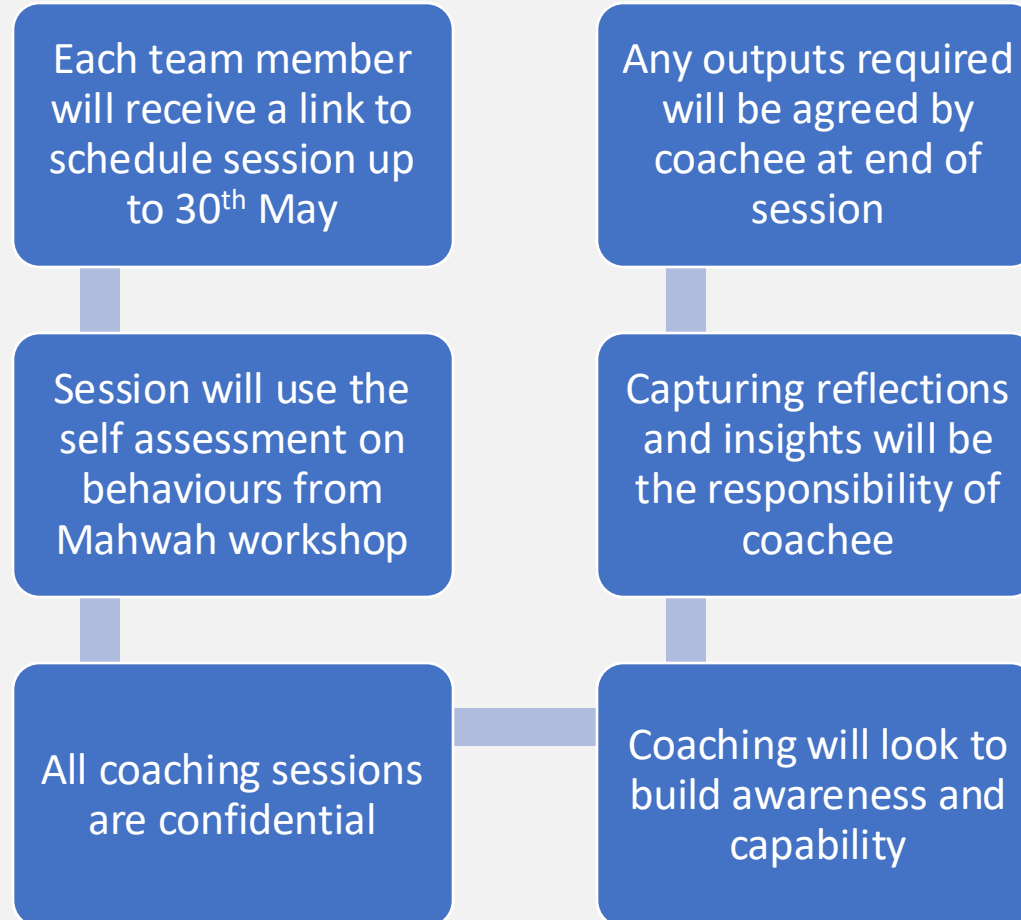 Each team member
will receive a link to
schedule session up
to 30th May
Session will use the
self assessment on
behaviours from
Mahwah workshop
All coaching sessions
are confidential
Coaching will look to
build awareness and
capability
Capturing reflections
and insights will be
the responsibility of
coachee
Any outputs required
will be agreed by
coachee at end of
session